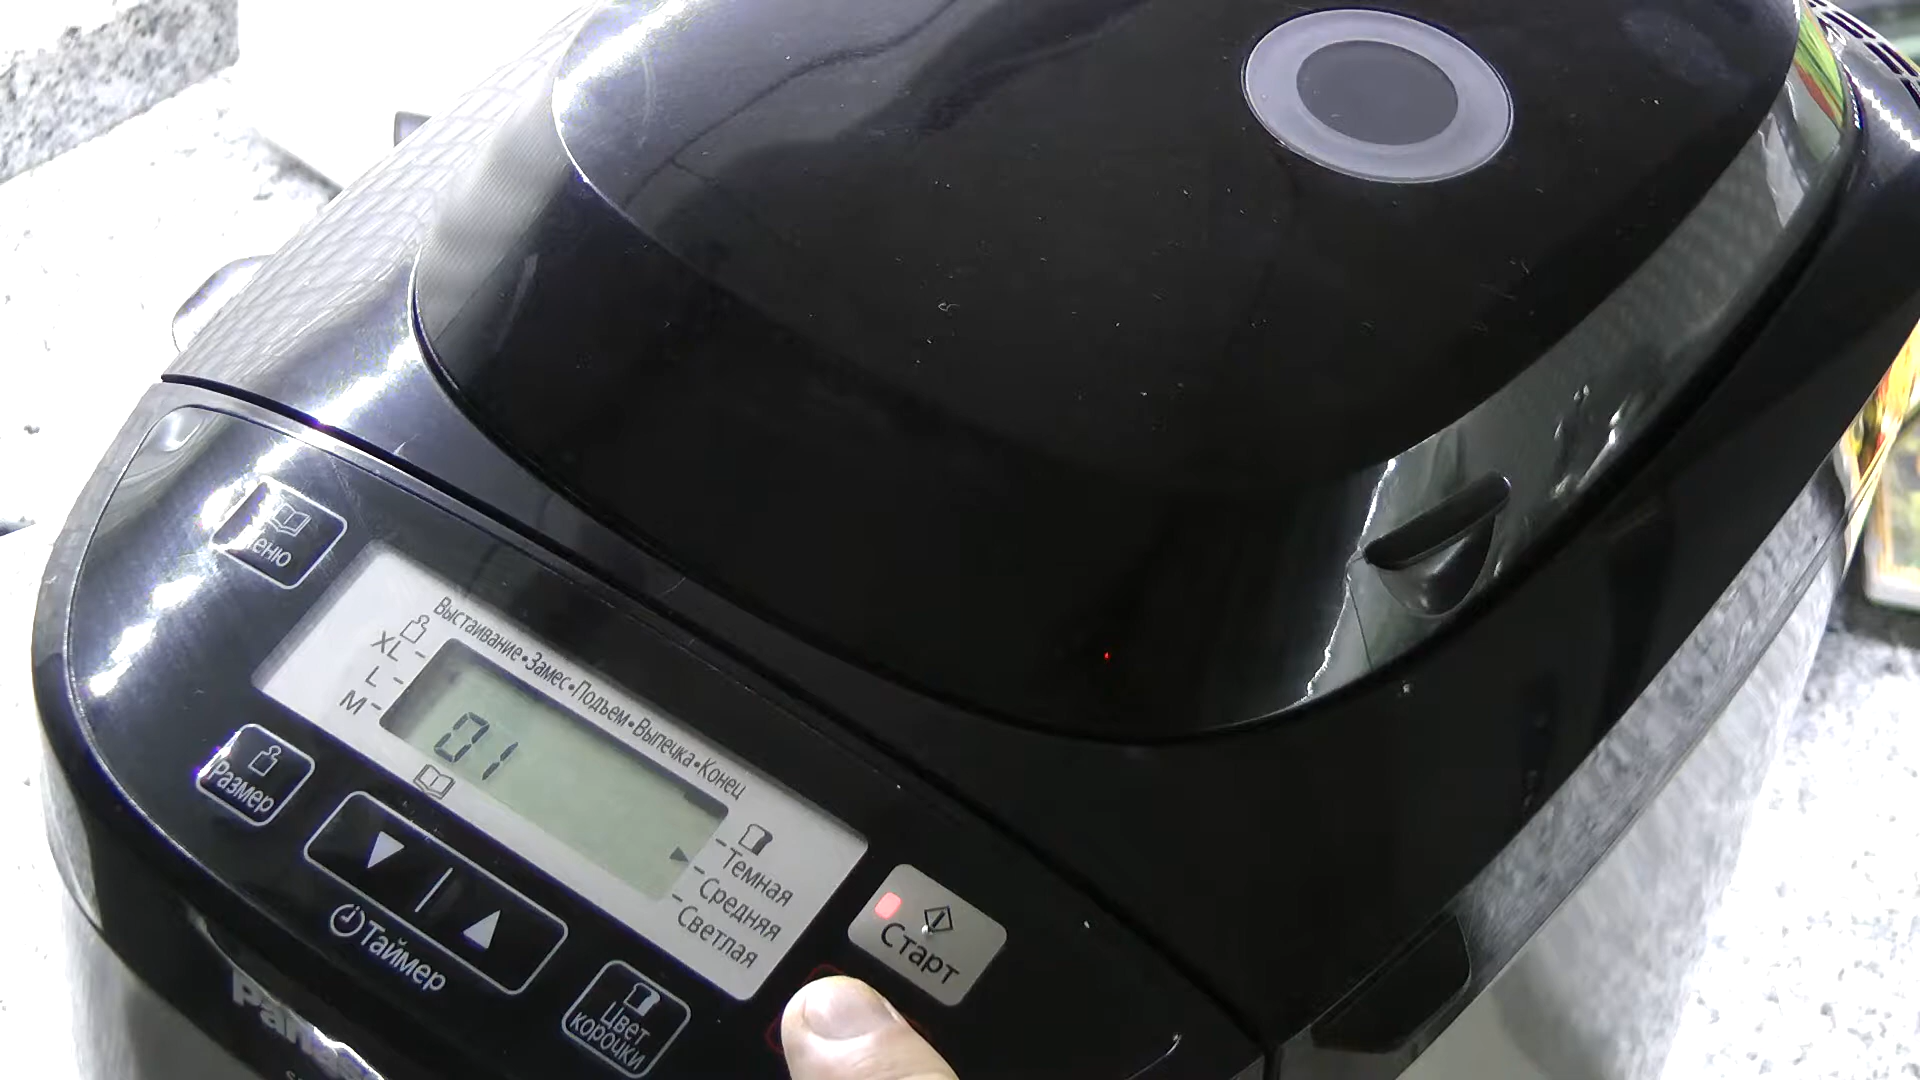 Меню
Выстаивание•Замес•Подъем•Выпечка•Конец
XL
L
M
01
Темная
Средняя
Светлая
Размер
Таймер
Цвет
корочки
Старт